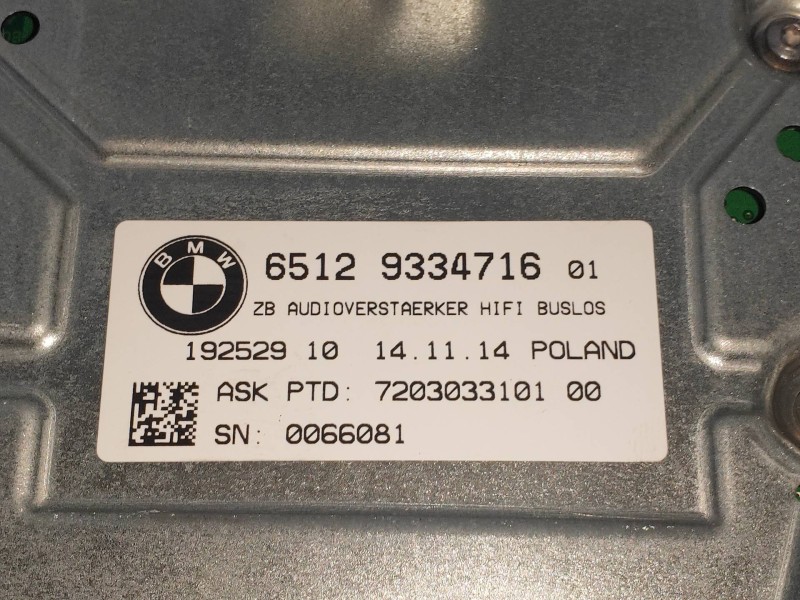 BMW
6512 9334716 01
ZB AUDIOVERSTAERKER HIFI BUSLOS
192529 10 14.11.14 POLAND
ASK PTD: 7203033101 00
SN: 0066081